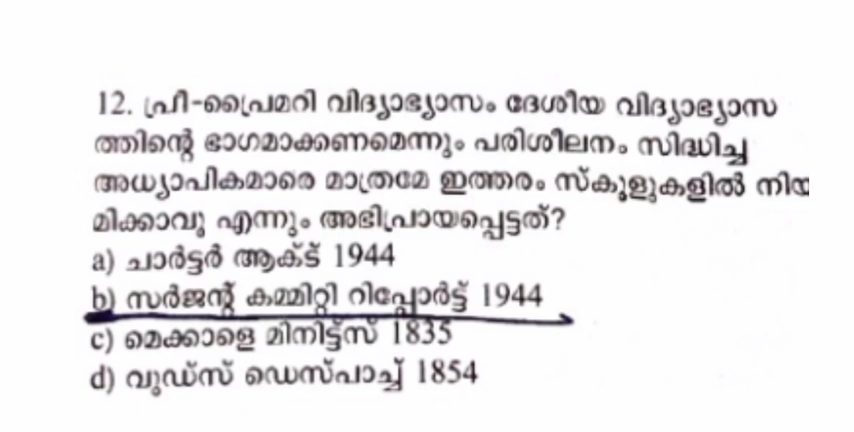 12. പ്രീ-പ്രൈമറി വിദ്യാഭ്യാസം ദേശീയ വിദ്യാഭ്യാസ
ത്തിന്റെ ഭാഗമാക്കണമെന്നും പരിശീലനം സിദ്ധിച്ച
അധ്യാപികമാരെ മാത്രമേ ഇത്തരം സ്കൂളുകളിൽ നിയ
മിക്കാവൂ എന്നും അഭിപ്രായപ്പെട്ടത്?
a) ചാർട്ടർ ആക്ട് 1944
b) സർജന്റ് കമ്മിറ്റി റിപ്പോർട്ട് 1944
c) മെക്കാളെ മിനിട്ട്സ് 1835
d) വുഡ്സ് ഡെസ്പാച്ച് 1854